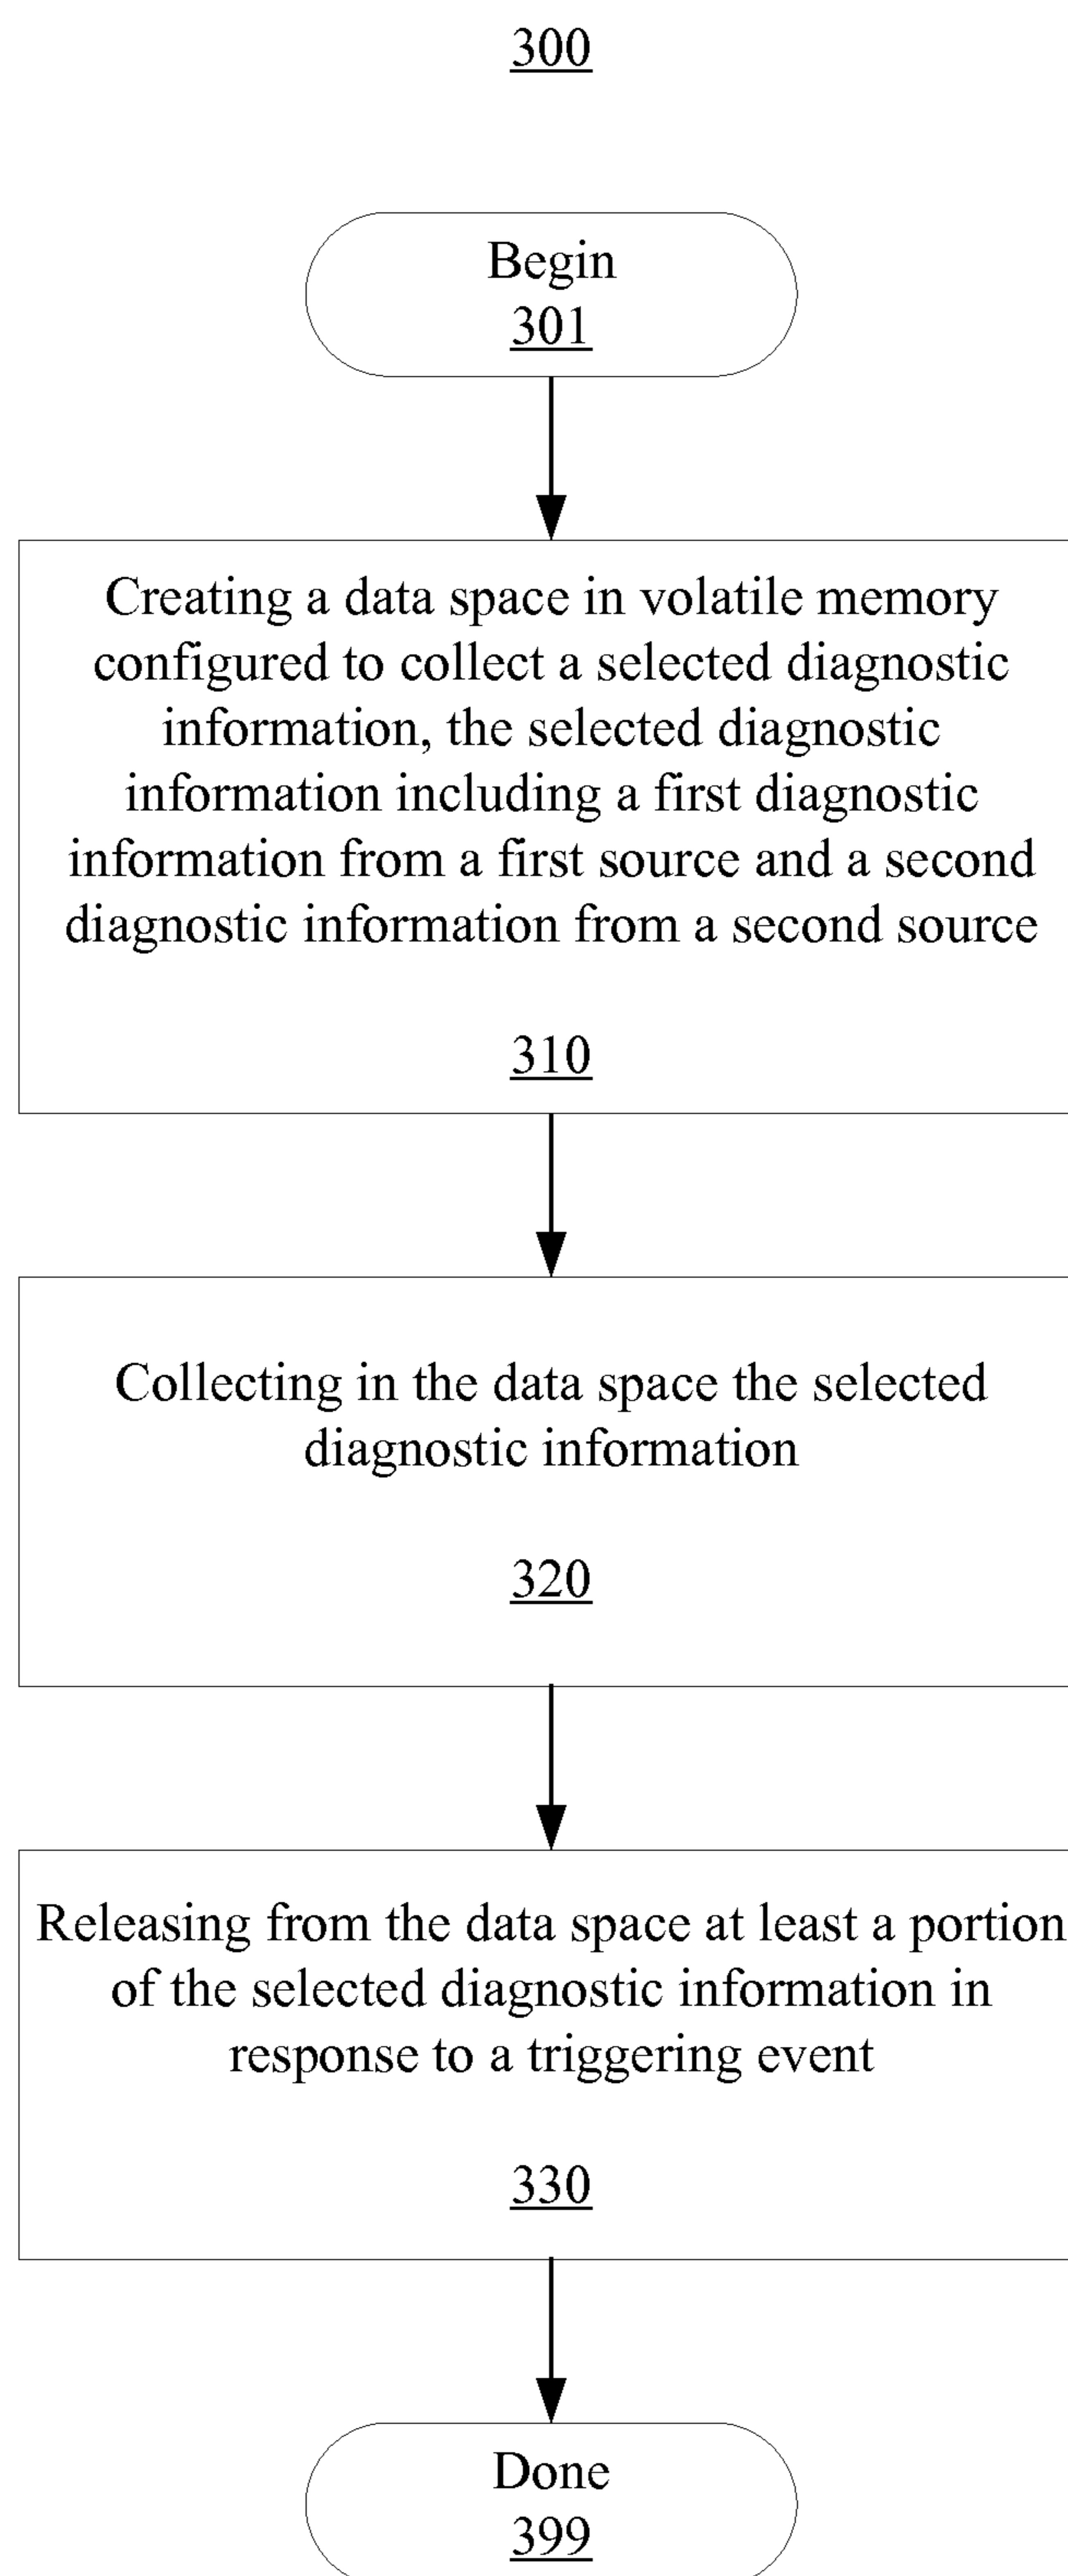 300
Begin
301
Creating a data space in volatile memory
configured to collect a selected diagnostic
information, the selected diagnostic
information including a first diagnostic
information from a first source and a second
diagnostic information from a second source
310
Collecting in the data space the selected
diagnostic information
320
Releasing from the data space at least a portion
of the selected diagnostic information in
response to a triggering event
330
Done
399